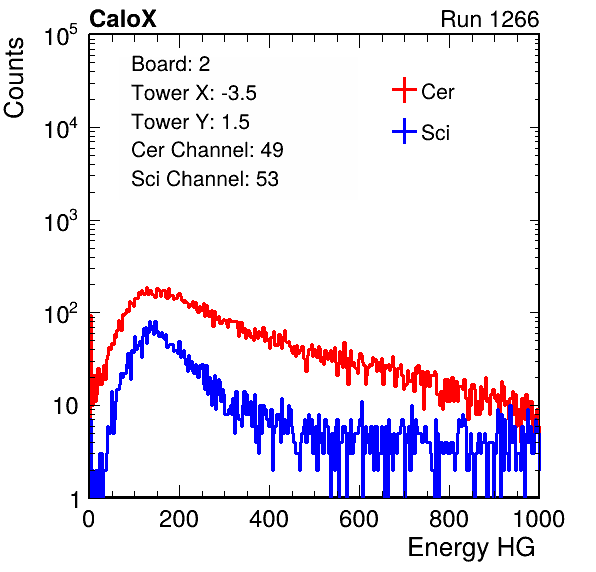 CaloX Run 1266
Counts
Board: 2
Tower X: -3.5
Tower Y: 1.5
Cer Channel: 49
Sci Channel: 53
Cer
Sci
10^5
10^4
10^3
10^2
10
1
0 200 400 600 800 1000
Energy HG